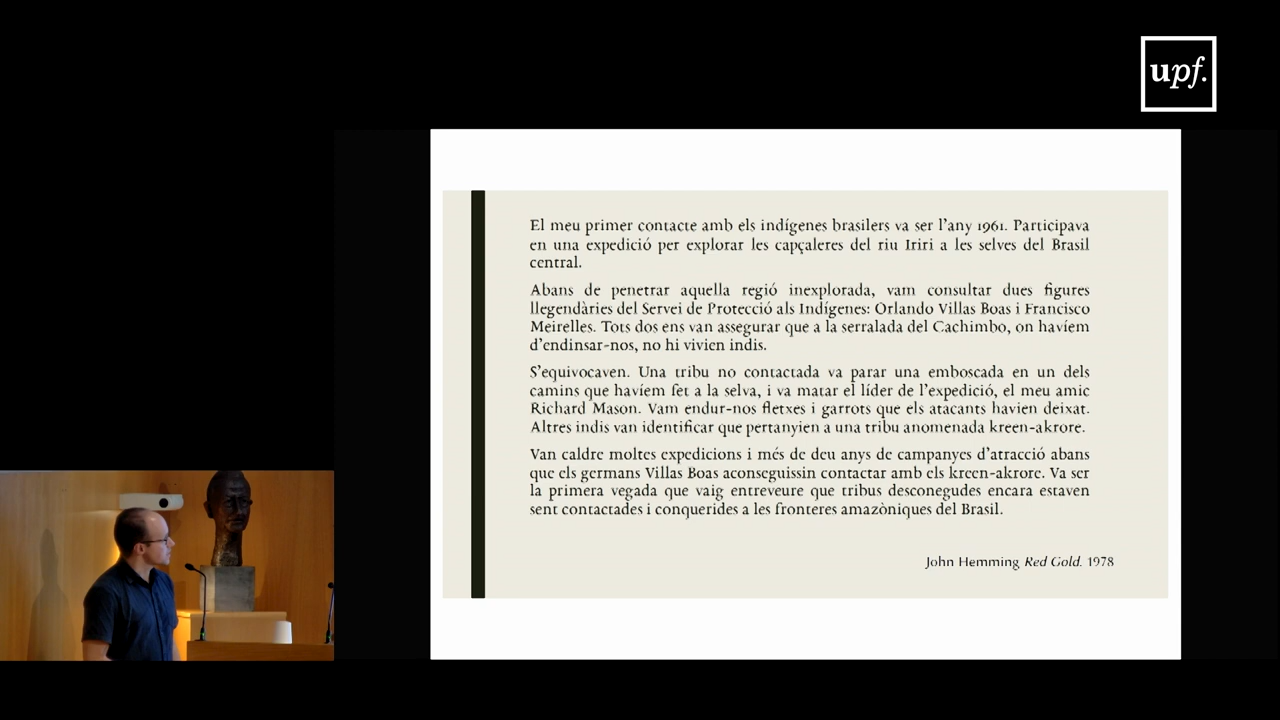 upf.
El meu primer contacte amb els indígenes brasilers va ser l'any 1961. Participava
en una expedició per explorar les capçaleres del riu Iriri a les selves del Brasil
central.
Abans de penetrar aquella regió inexplorada, vam consultar dues figures
llegendàries del Servei de Protecció als Indígenes: Orlando Villas Boas i Francisco
Meirelles. Tots dos ens van assegurar que a la serralada del Cachimbo, on havíem
d'endinsar-nos, no hi vivien indis.
S'equivocaven. Una tribu no contactada va parar una emboscada en un dels
camins que havíem fet a la selva, i va matar el líder de l'expedició, el meu amic
Richard Mason. Vam endur-nos fletxes i garrots que els atacants havien deixat.
Altres indis van identificar que pertanyien a una tribu anomenada kreen-akrore.
Van caldre moltes expedicions i més de deu anys de campanyes d'atracció abans
que els germans Villas Boas aconseguissin contactar amb els kreen-akrore. Va ser
la primera vegada que vaig entreveure que tribus desconegudes encara estaven
sent contactades i conquerides a les fronteres amazòniques del Brasil.
John Hemming Red Gold. 1978